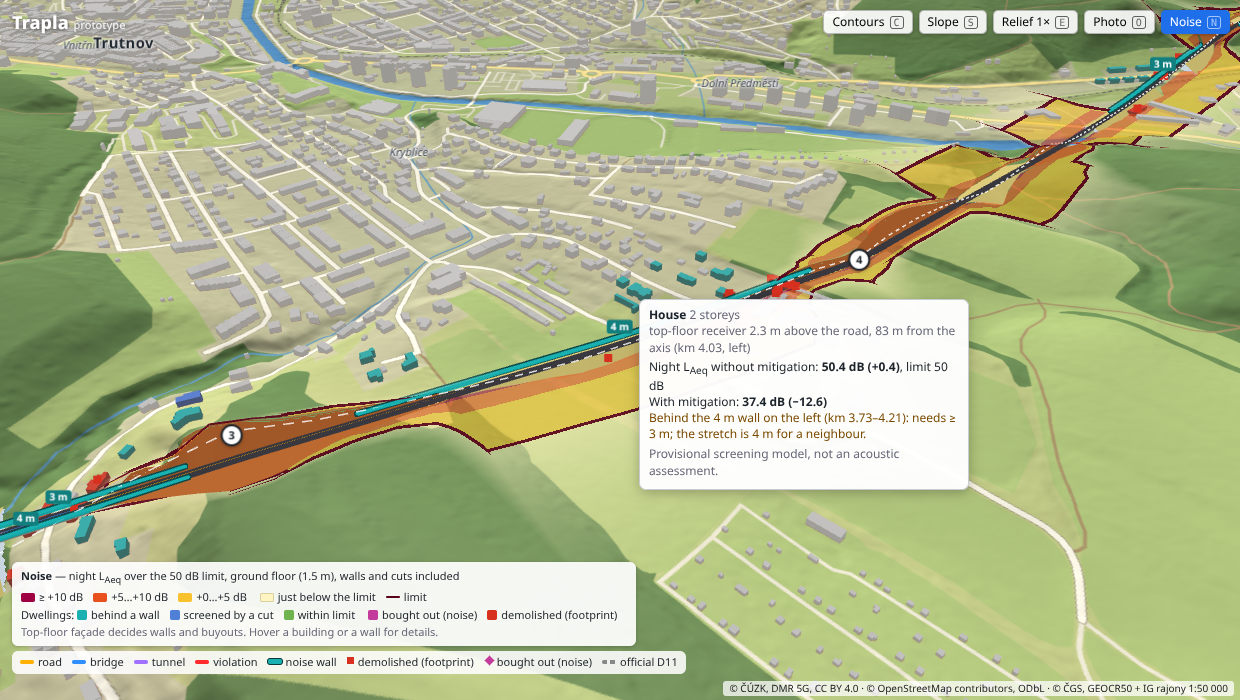 Trapla prototype
Contours C
Slope S
Relief 1× E
Photo O
Noise N
Vnitřní
Trutnov
Dolní Předměstí
Kryblice
3 m
4
4 m
3
3 m
4 m
House 2 storeys
top-floor receiver 2.3 m above the road, 83 m from the
axis (km 4.03, left)
Night LAeq without mitigation: 50.4 dB (+0.4), limit 50
dB
With mitigation: 37.4 dB (−12.6)
Behind the 4 m wall on the left (km 3.73–4.21): needs ≥
3 m; the stretch is 4 m for a neighbour.
Provisional screening model, not an acoustic
assessment.
Noise — night LAeq over the 50 dB limit, ground floor (1.5 m), walls and cuts included
≥ +10 dB +5…+10 dB +0…+5 dB just below the limit limit
Dwellings: behind a wall screened by a cut within limit bought out (noise) demolished (footprint)
Top-floor façade decides walls and buyouts. Hover a building or a wall for details.
road bridge tunnel violation noise wall demolished (footprint) bought out (noise) official D11
© ČÚZK, DMR 5G, CC BY 4.0 · © OpenStreetMap contributors, ODbL · © ČGS, GEOCR50 + IG rajony 1:50 000